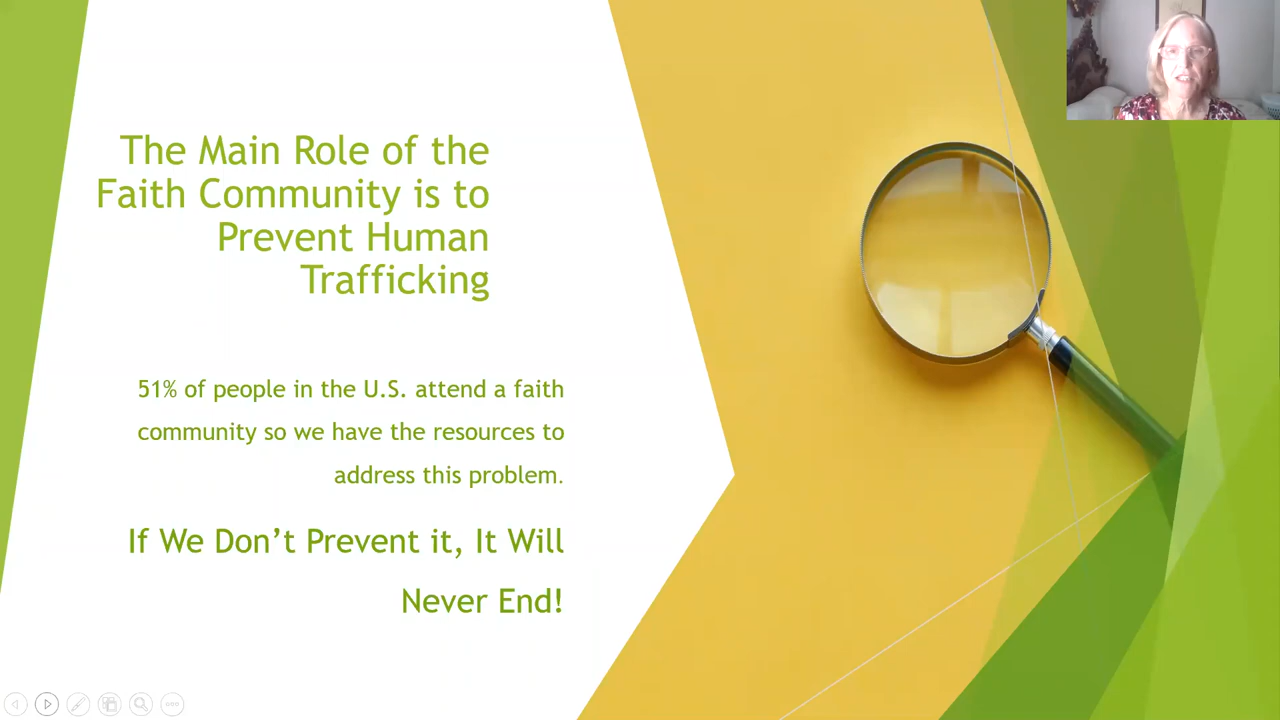 The Main Role of the
Faith Community is to
Prevent Human
Trafficking
51% of people in the U.S. attend a faith
community so we have the resources to
address this problem.
If We Don’t Prevent it, It Will
Never End!